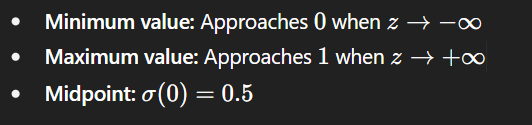 • Minimum value: Approaches 0 when z → −∞
• Maximum value: Approaches 1 when z → +∞
• Midpoint: σ(0) = 0.5